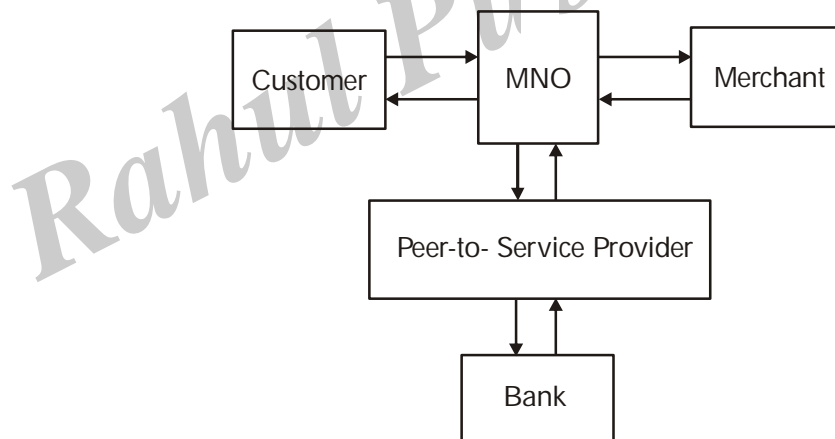 Rahul
Customer
MNO
Merchant
Peer-to- Service Provider
Bank